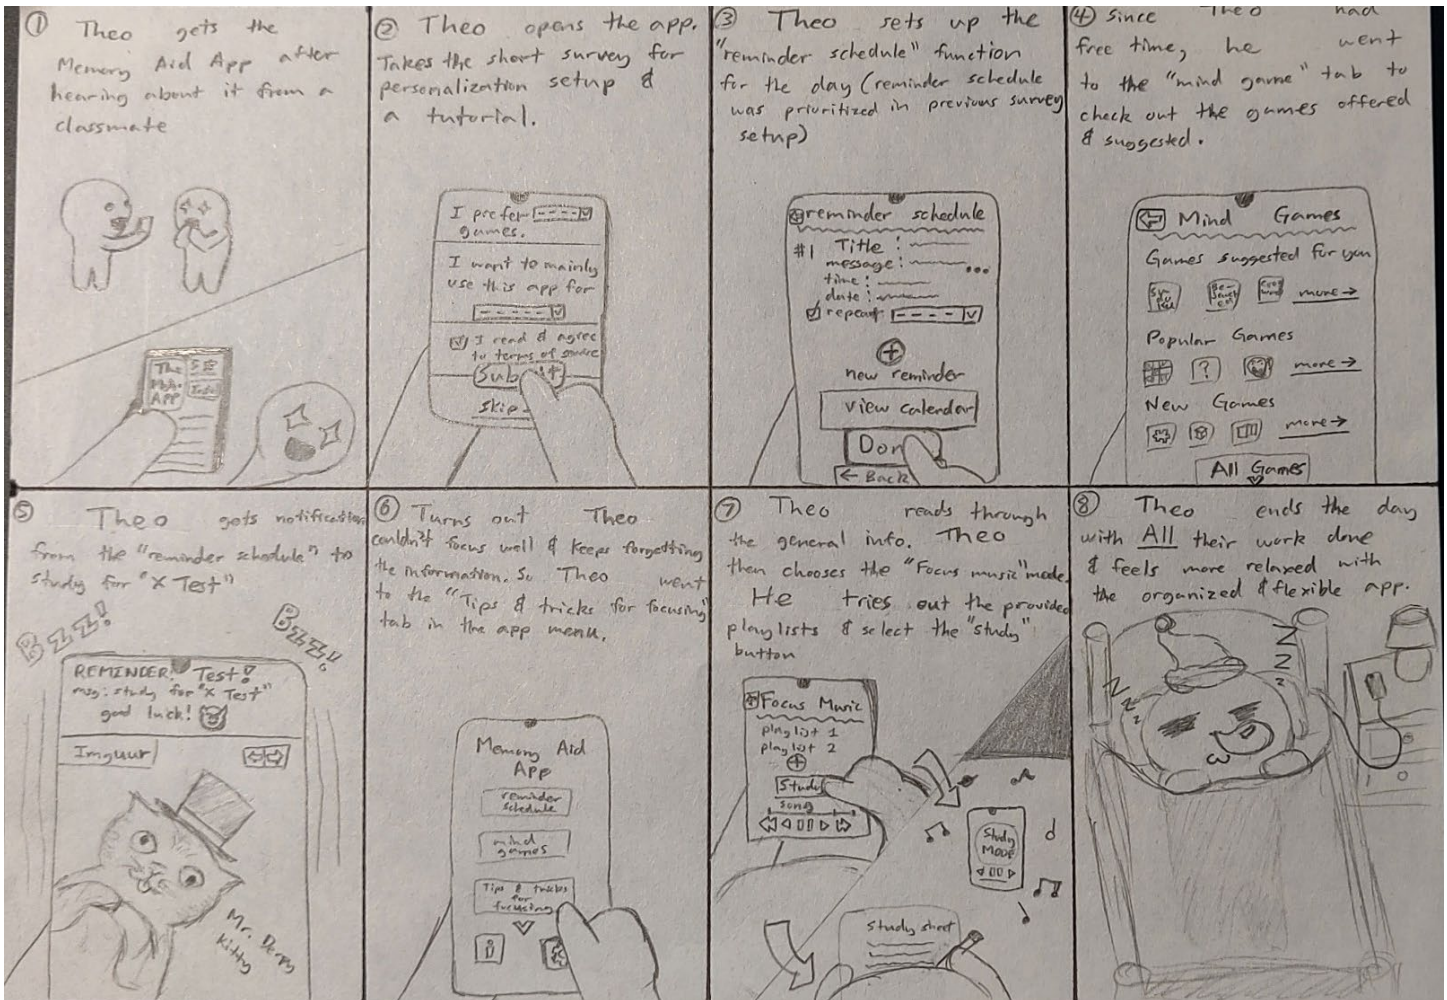 ① Theo gets the
Memory Aid App after
hearing about it from a
classmate
The
MA.
APP
② Theo opens the app.
Takes the short survey for
personalization setup &
a tutorial.
I prefer
games.
I want to mainly
use this app for
I read & agree
to terms of service
Submit
Skip
③ Theo sets up the
"reminder schedule" function
for the day (reminder schedule
was prioritized in previous survey
setup)
reminder schedule
#1 Title :
message :
time :
date :
repeat
new reminder
view calendar
Don
← Back
④ Since Theo had
free time, he went
to the "mind game" tab to
check out the games offered
& suggested.
Mind Games
Games suggested for you
more →
Popular Games
?
more →
New Games
more →
All Games
⑤ Theo gets notification
from the "reminder schedule" to
study for "X Test"
Bzz!
Bzz!
REMINDER: Test!
msg: study for "X Test"
good luck!
Imguur
Mr. Derpy
Kitty
⑥ Turns out Theo
couldn't focus well & keeps forgetting
the information. So Theo went
to the "Tips & tricks for focusing"
tab in the app menu.
Memory Aid
App
reminder
schedule
mind
games
Tips & tricks
for
focusing
i
⑦ Theo reads through
the general info. Theo
then chooses the "Focus music" mode.
He tries out the provided
playlists & select the "study"
button
Focus Music
playlist 1
playlist 2
Study
song
Study
Mode
Study sheet
⑧ Theo ends the day
with All their work done
& feels more relaxed with
the organized & flexible app.
Z Z Z Z
Z Z Z Z